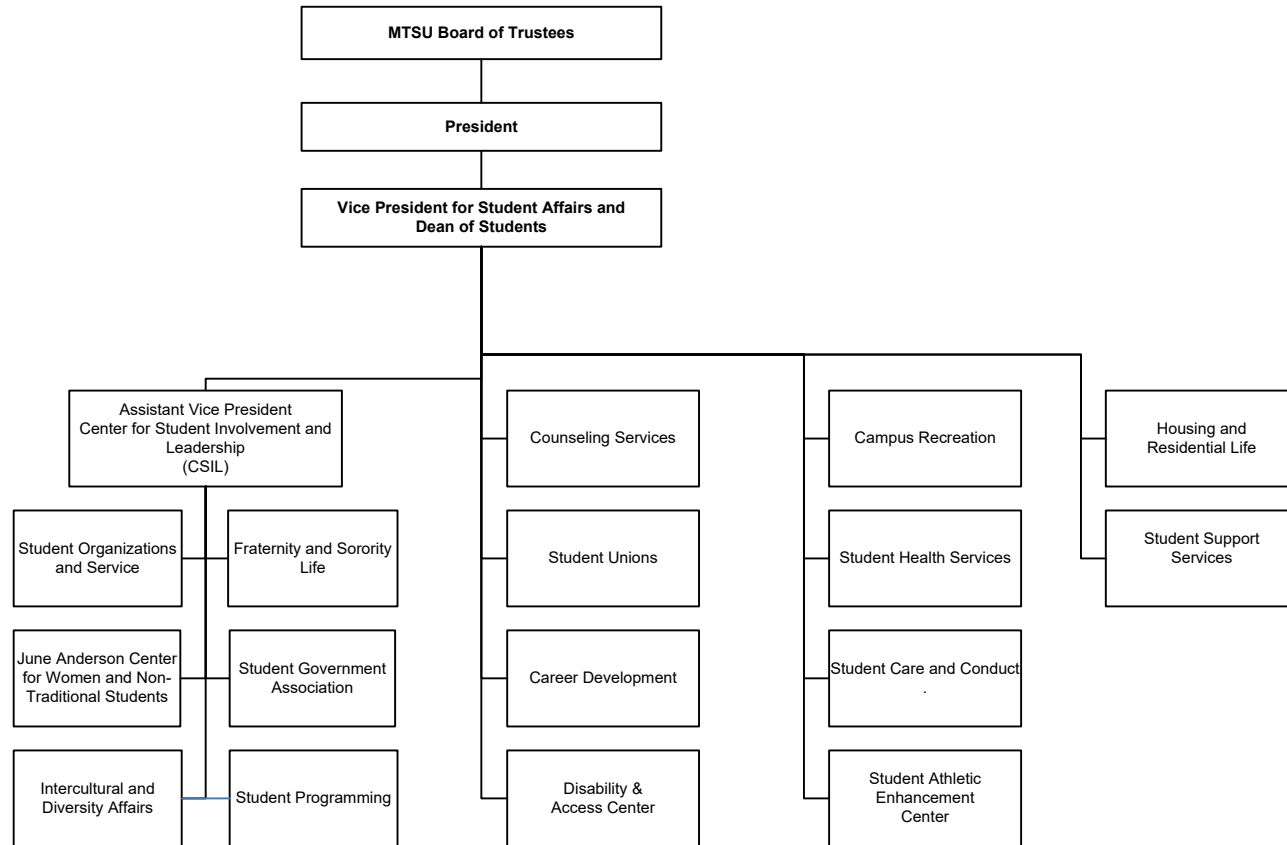 MTSU Board of Trustees
President
Vice President for Student Affairs and
Dean of Students
Assistant Vice President
Center for Student Involvement and
Leadership
(CSIL)
Counseling Services
Campus Recreation
Housing and
Residential Life
Student Organizations
and Service
Fraternity and Sorority
Life
Student Unions
Student Health Services
Student Support
Services
June Anderson Center
for Women and Non-
Traditional Students
Student Government
Association
Career Development
Student Care and Conduct
.
Intercultural and
Diversity Affairs
Student Programming
Disability &
Access Center
Student Athletic
Enhancement
Center